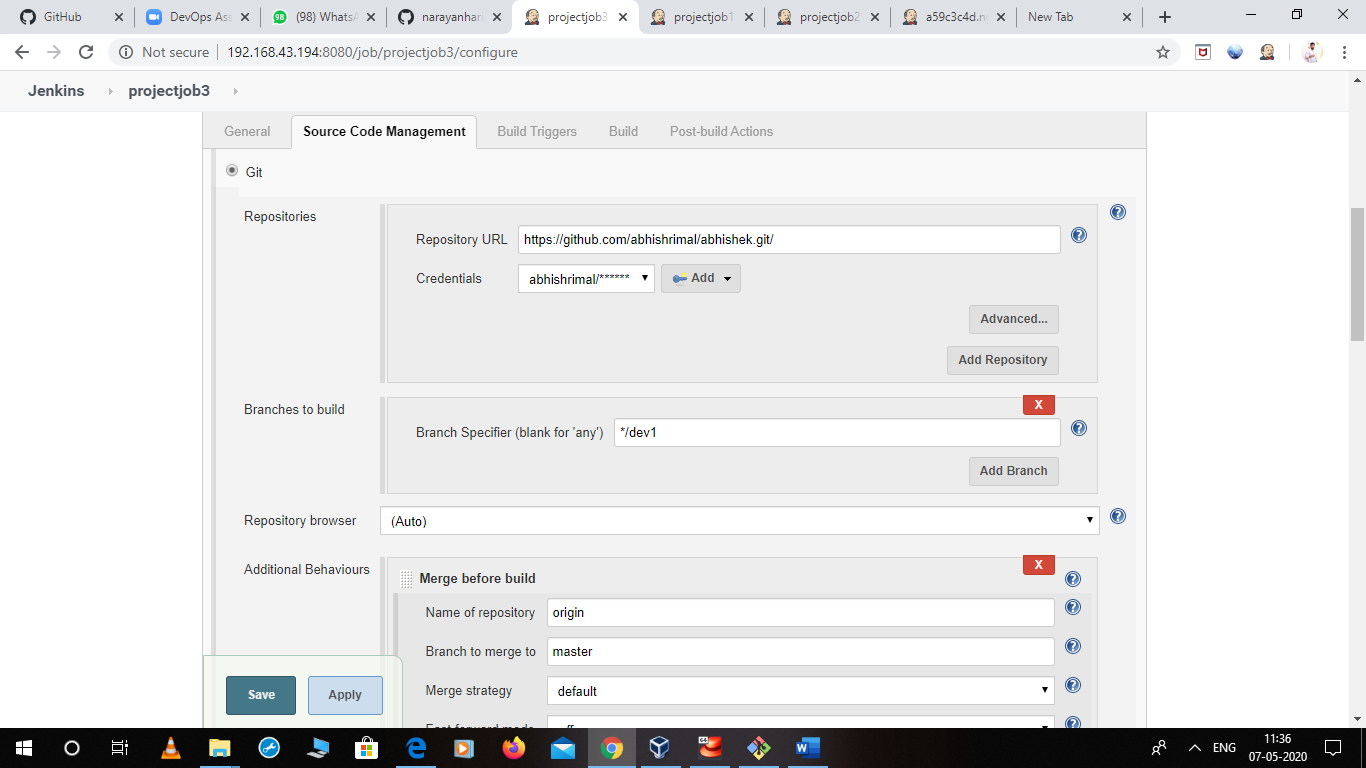 GitHub
DevOps Ass
(98) WhatsA
narayanhari
projectjob3
projectjob1
projectjob2
a59c3c4d.n
New Tab
Not secure 192.168.43.194:8080/job/projectjob3/configure
Jenkins projectjob3
General Source Code Management Build Triggers Build Post-build Actions
Git
Repositories
Repository URL https://github.com/abhishrimal/abhishek.git/
Credentials abhishrimal/****** Add
Advanced...
Add Repository
Branches to build
X
Branch Specifier (blank for 'any') */dev1
Add Branch
Repository browser (Auto)
Additional Behaviours
X
Merge before build
Name of repository origin
Branch to merge to master
Merge strategy default
Save Apply
ENG
11:36
07-05-2020